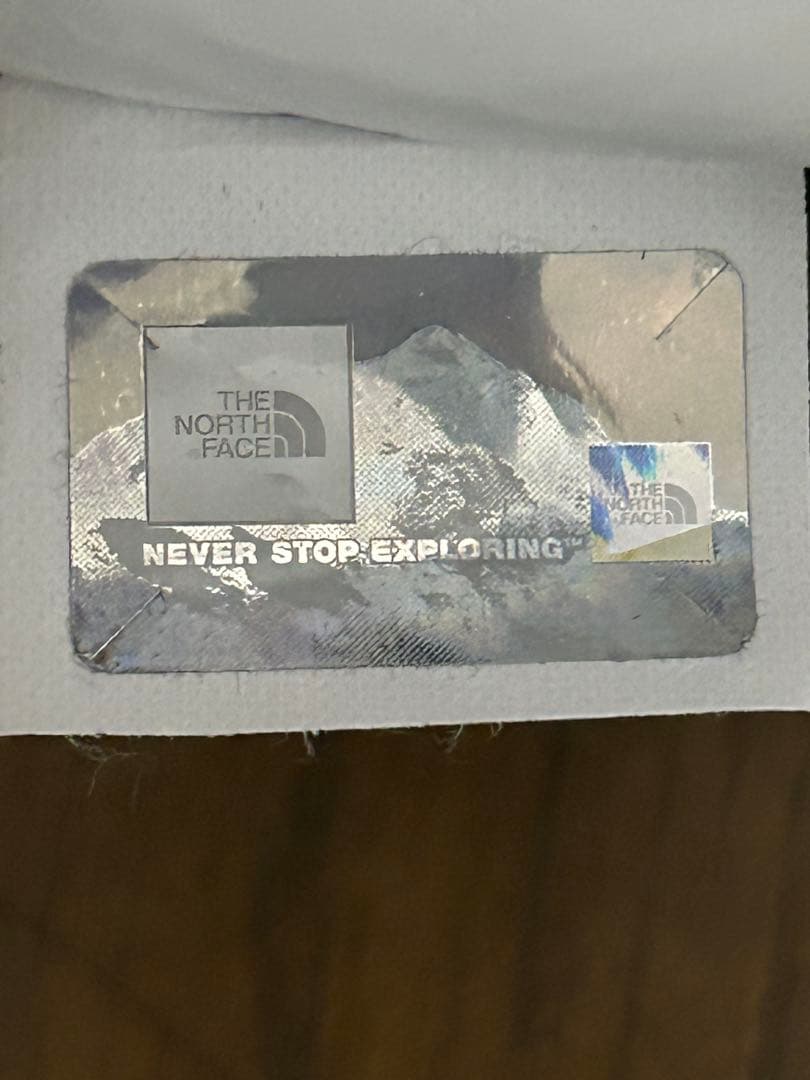 THE
NORTH
FACE
NEVER STOP EXPLORING™
THE
NORTH
FACE